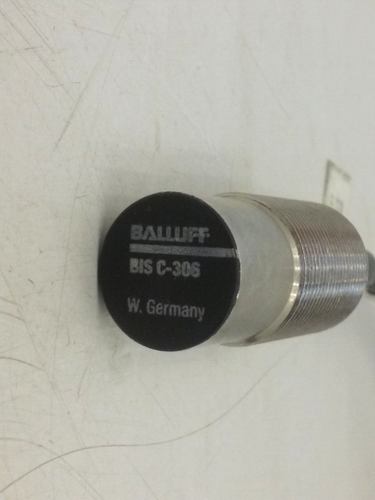 BALLUFF
BIS C-306
W. Germany